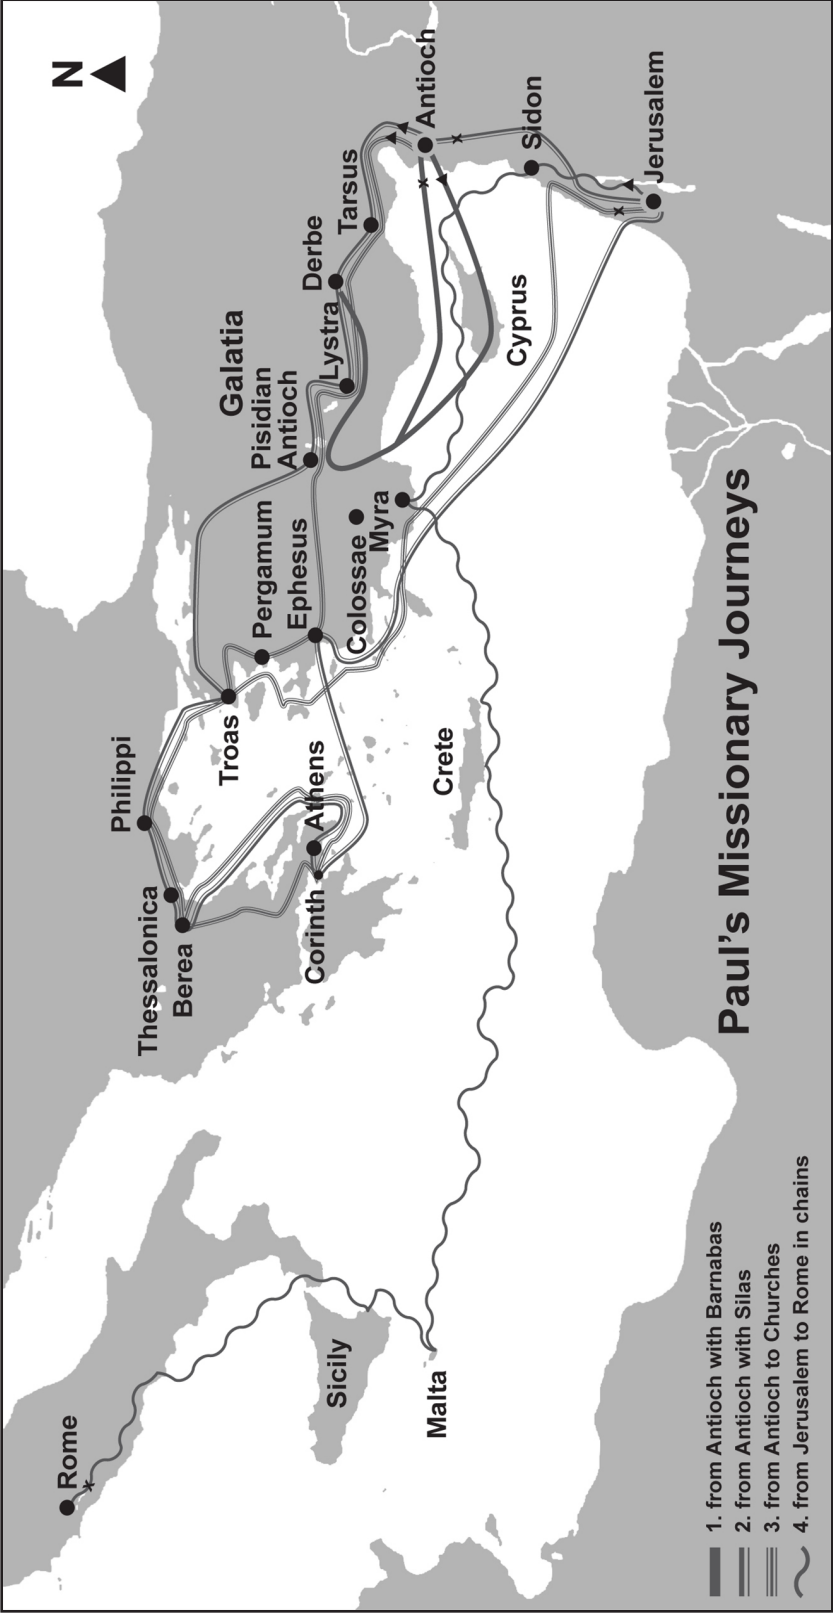 N
Rome
Sicily
Malta
Thessalonica
Berea
Philippi
Corinth
Athens
Troas
Pergamum
Ephesus
Colossae
Myra
Crete
Galatia
Pisidian
Antioch
Lystra
Derbe
Tarsus
Antioch
Cyprus
Sidon
Jerusalem
Paul's Missionary Journeys
1. from Antioch with Barnabas
2. from Antioch with Silas
3. from Antioch to Churches
4. from Jerusalem to Rome in chains